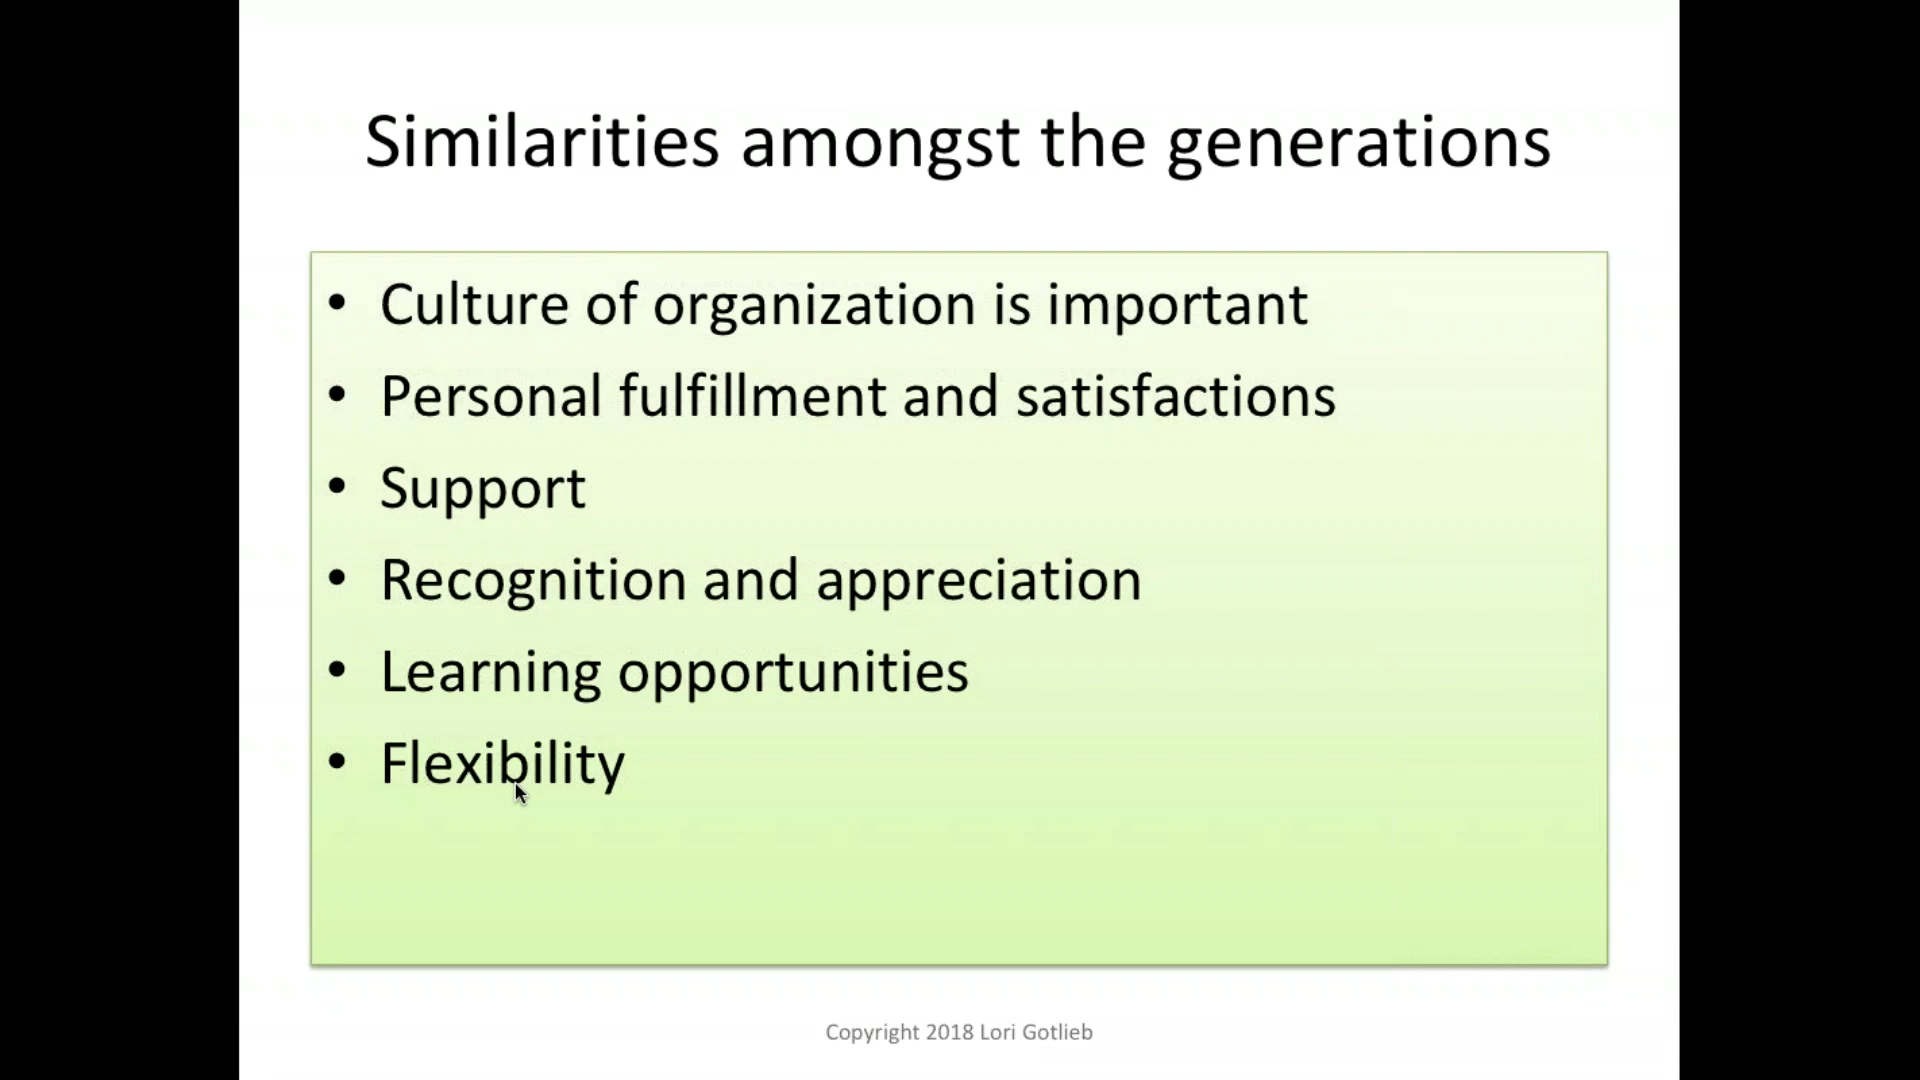 Similarities amongst the generations
• Culture of organization is important
• Personal fulfillment and satisfactions
• Support
• Recognition and appreciation
• Learning opportunities
• Flexibility
Copyright 2018 Lori Gotlieb